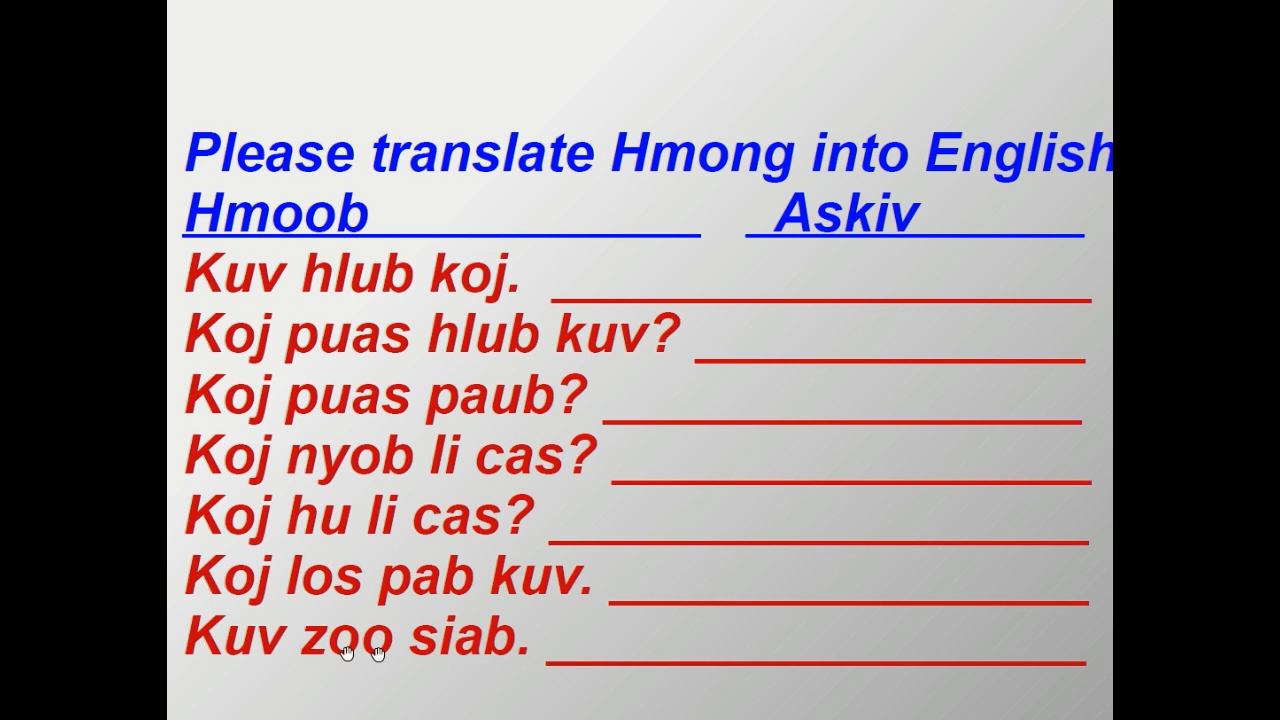 Please translate Hmong into English
Hmoob Askiv
Kuv hlub koj.
Koj puas hlub kuv?
Koj puas paub?
Koj nyob li cas?
Koj hu li cas?
Koj los pab kuv.
Kuv zoo siab.